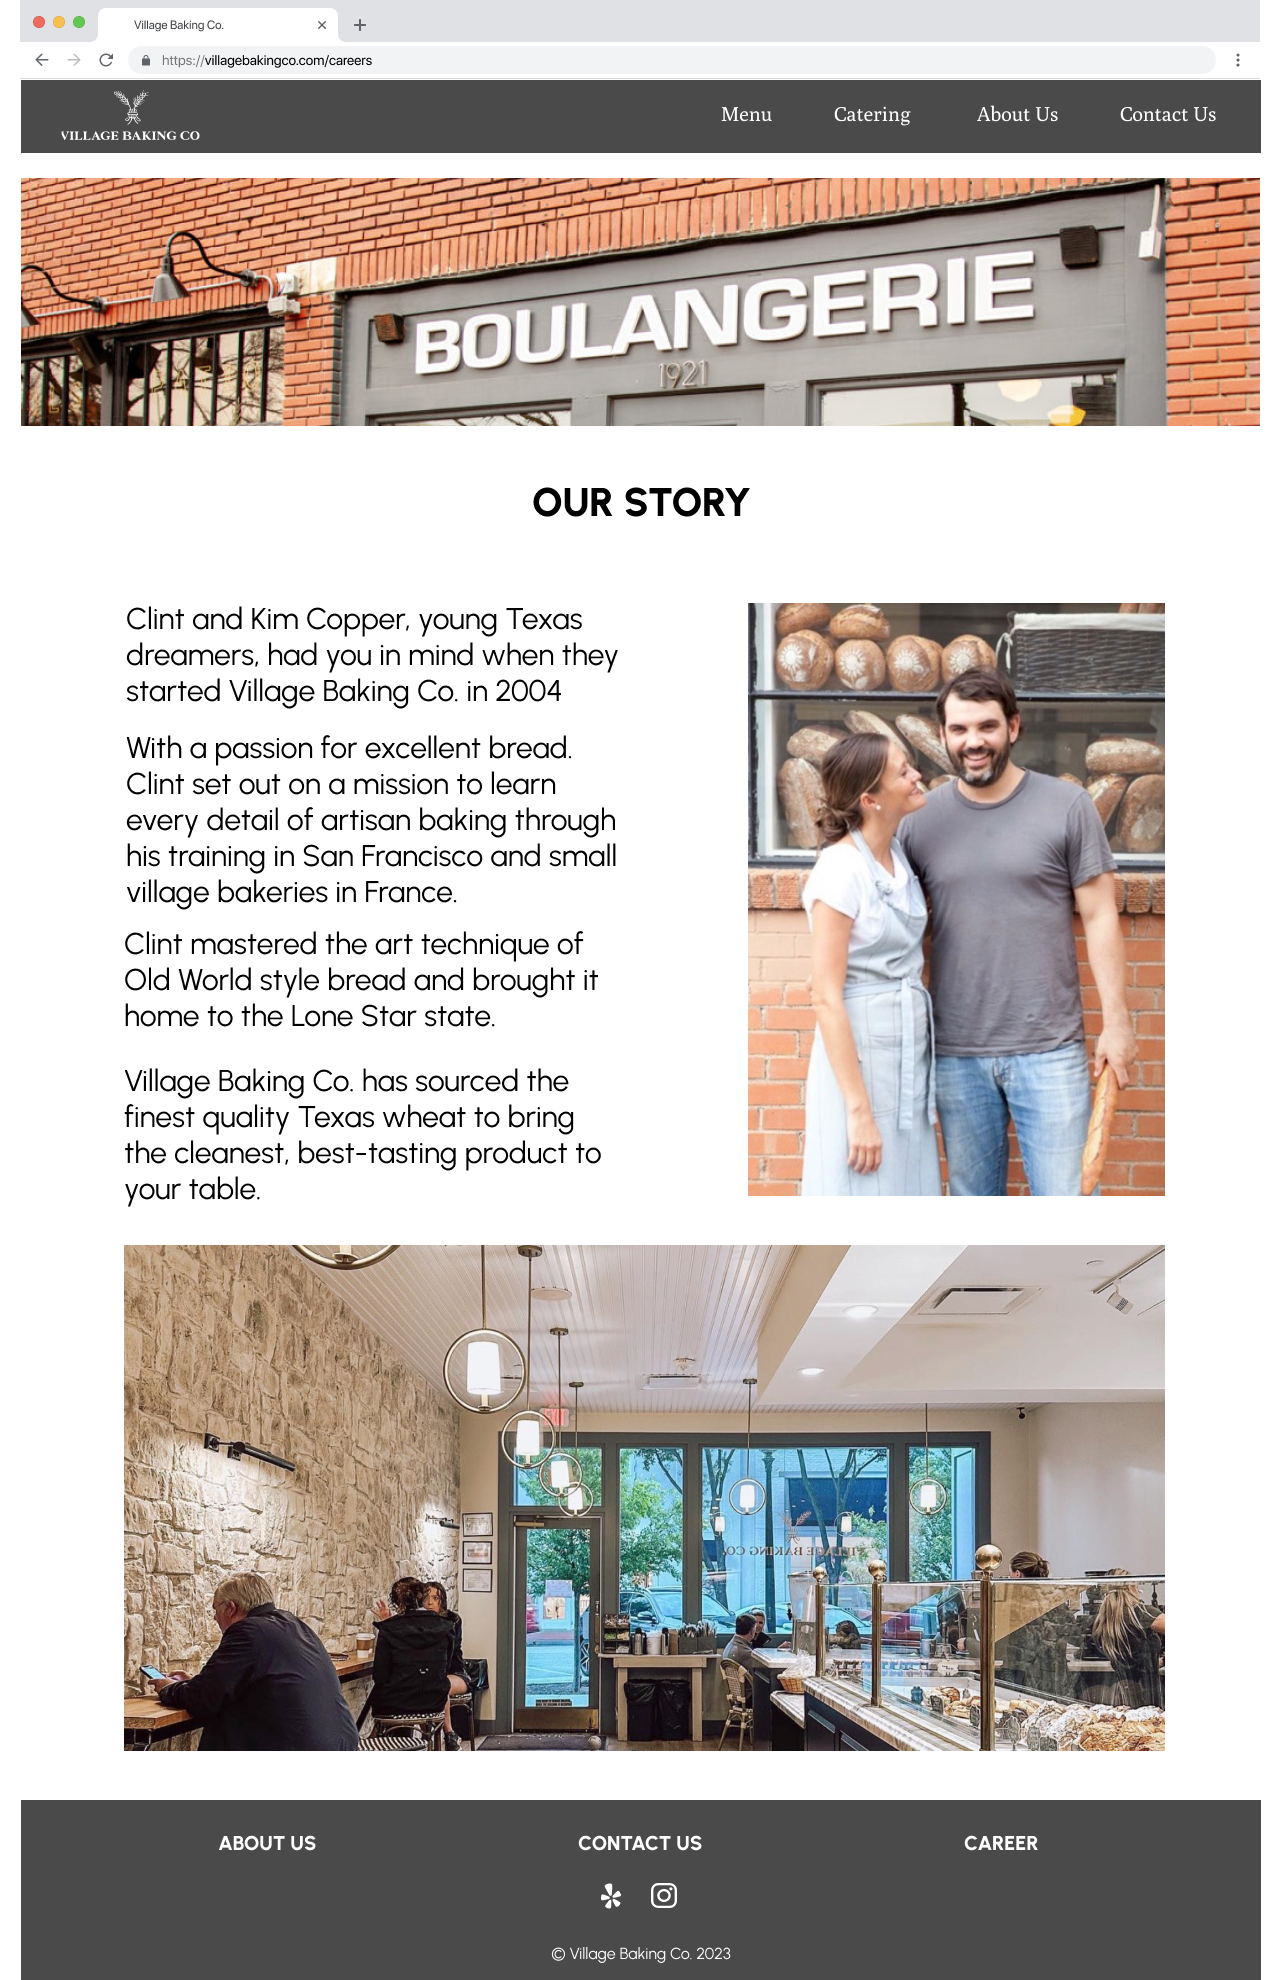 Village Baking Co.
https://villagebakingco.com/careers
VILLAGE BAKING CO
Menu Catering About Us Contact Us
BOULANGERIE
1921
OUR STORY
Clint and Kim Copper, young Texas
dreamers, had you in mind when they
started Village Baking Co. in 2004
With a passion for excellent bread.
Clint set out on a mission to learn
every detail of artisan baking through
his training in San Francisco and small
village bakeries in France.
Clint mastered the art technique of
Old World style bread and brought it
home to the Lone Star state.
Village Baking Co. has sourced the
finest quality Texas wheat to bring
the cleanest, best-tasting product to
your table.
VILLAGE BAKING CO.
ABOUT US CONTACT US CAREER
© Village Baking Co. 2023